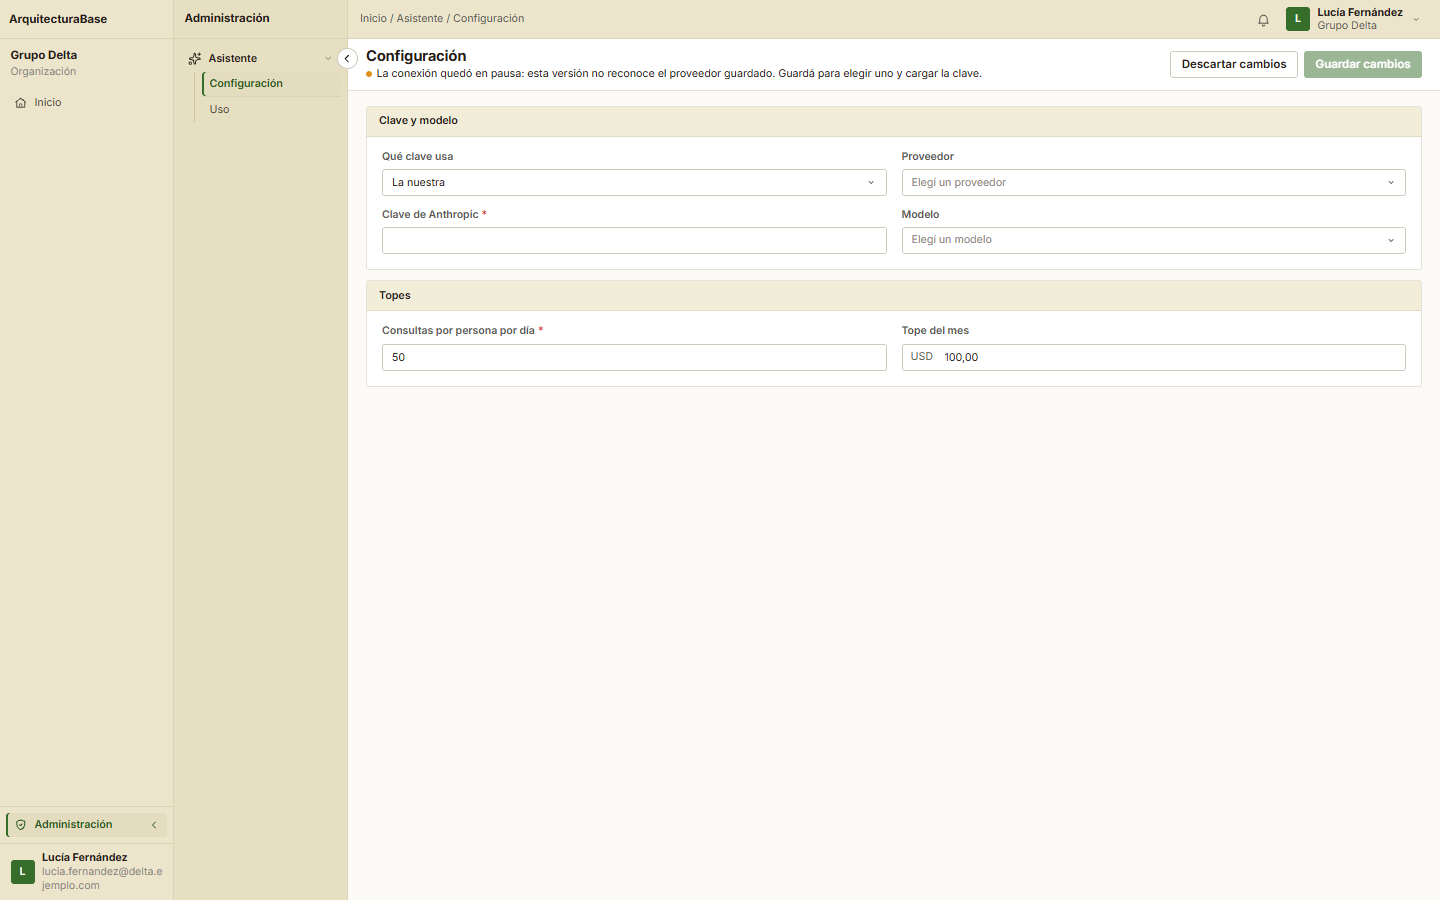 ArquitecturaBase
Grupo Delta
Organización
Inicio
Administración
Lucía Fernández
lucia.fernandez@delta.e
jemplo.com
Administración
Asistente
Configuración
Uso
Inicio / Asistente / Configuración
L
Lucía Fernández
Grupo Delta
Configuración
La conexión quedó en pausa: esta versión no reconoce el proveedor guardado. Guardá para elegir uno y cargar la clave.
Descartar cambios
Guardar cambios
Clave y modelo
Qué clave usa
La nuestra
Proveedor
Elegí un proveedor
Clave de Anthropic *
Modelo
Elegí un modelo
Topes
Consultas por persona por día *
50
Tope del mes
USD 100,00
L